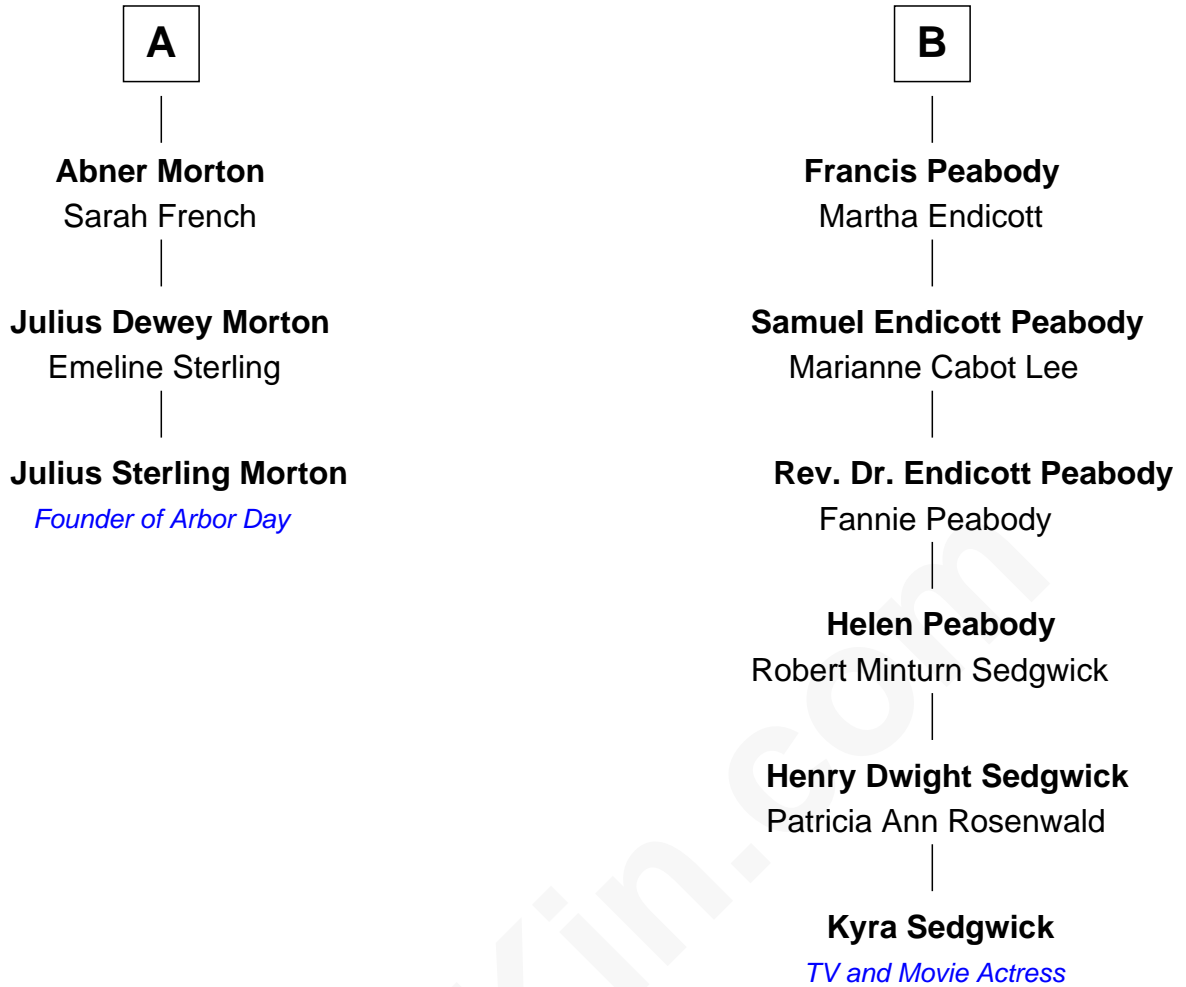 A
Abner Morton
Sarah French
Julius Dewey Morton
Emeline Sterling
Julius Sterling Morton
Founder of Arbor Day
B
Francis Peabody
Martha Endicott
Samuel Endicott Peabody
Marianne Cabot Lee
Rev. Dr. Endicott Peabody
Fannie Peabody
Helen Peabody
Robert Minturn Sedgwick
Henry Dwight Sedgwick
Patricia Ann Rosenwald
Kyra Sedgwick
TV and Movie Actress
Kin.com